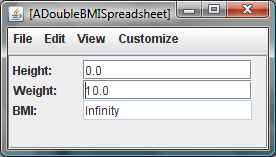 [ADoubleBMISpreadsheet]
File Edit View Customize
Height: 0.0
Weight: 10.0
BMI: Infinity